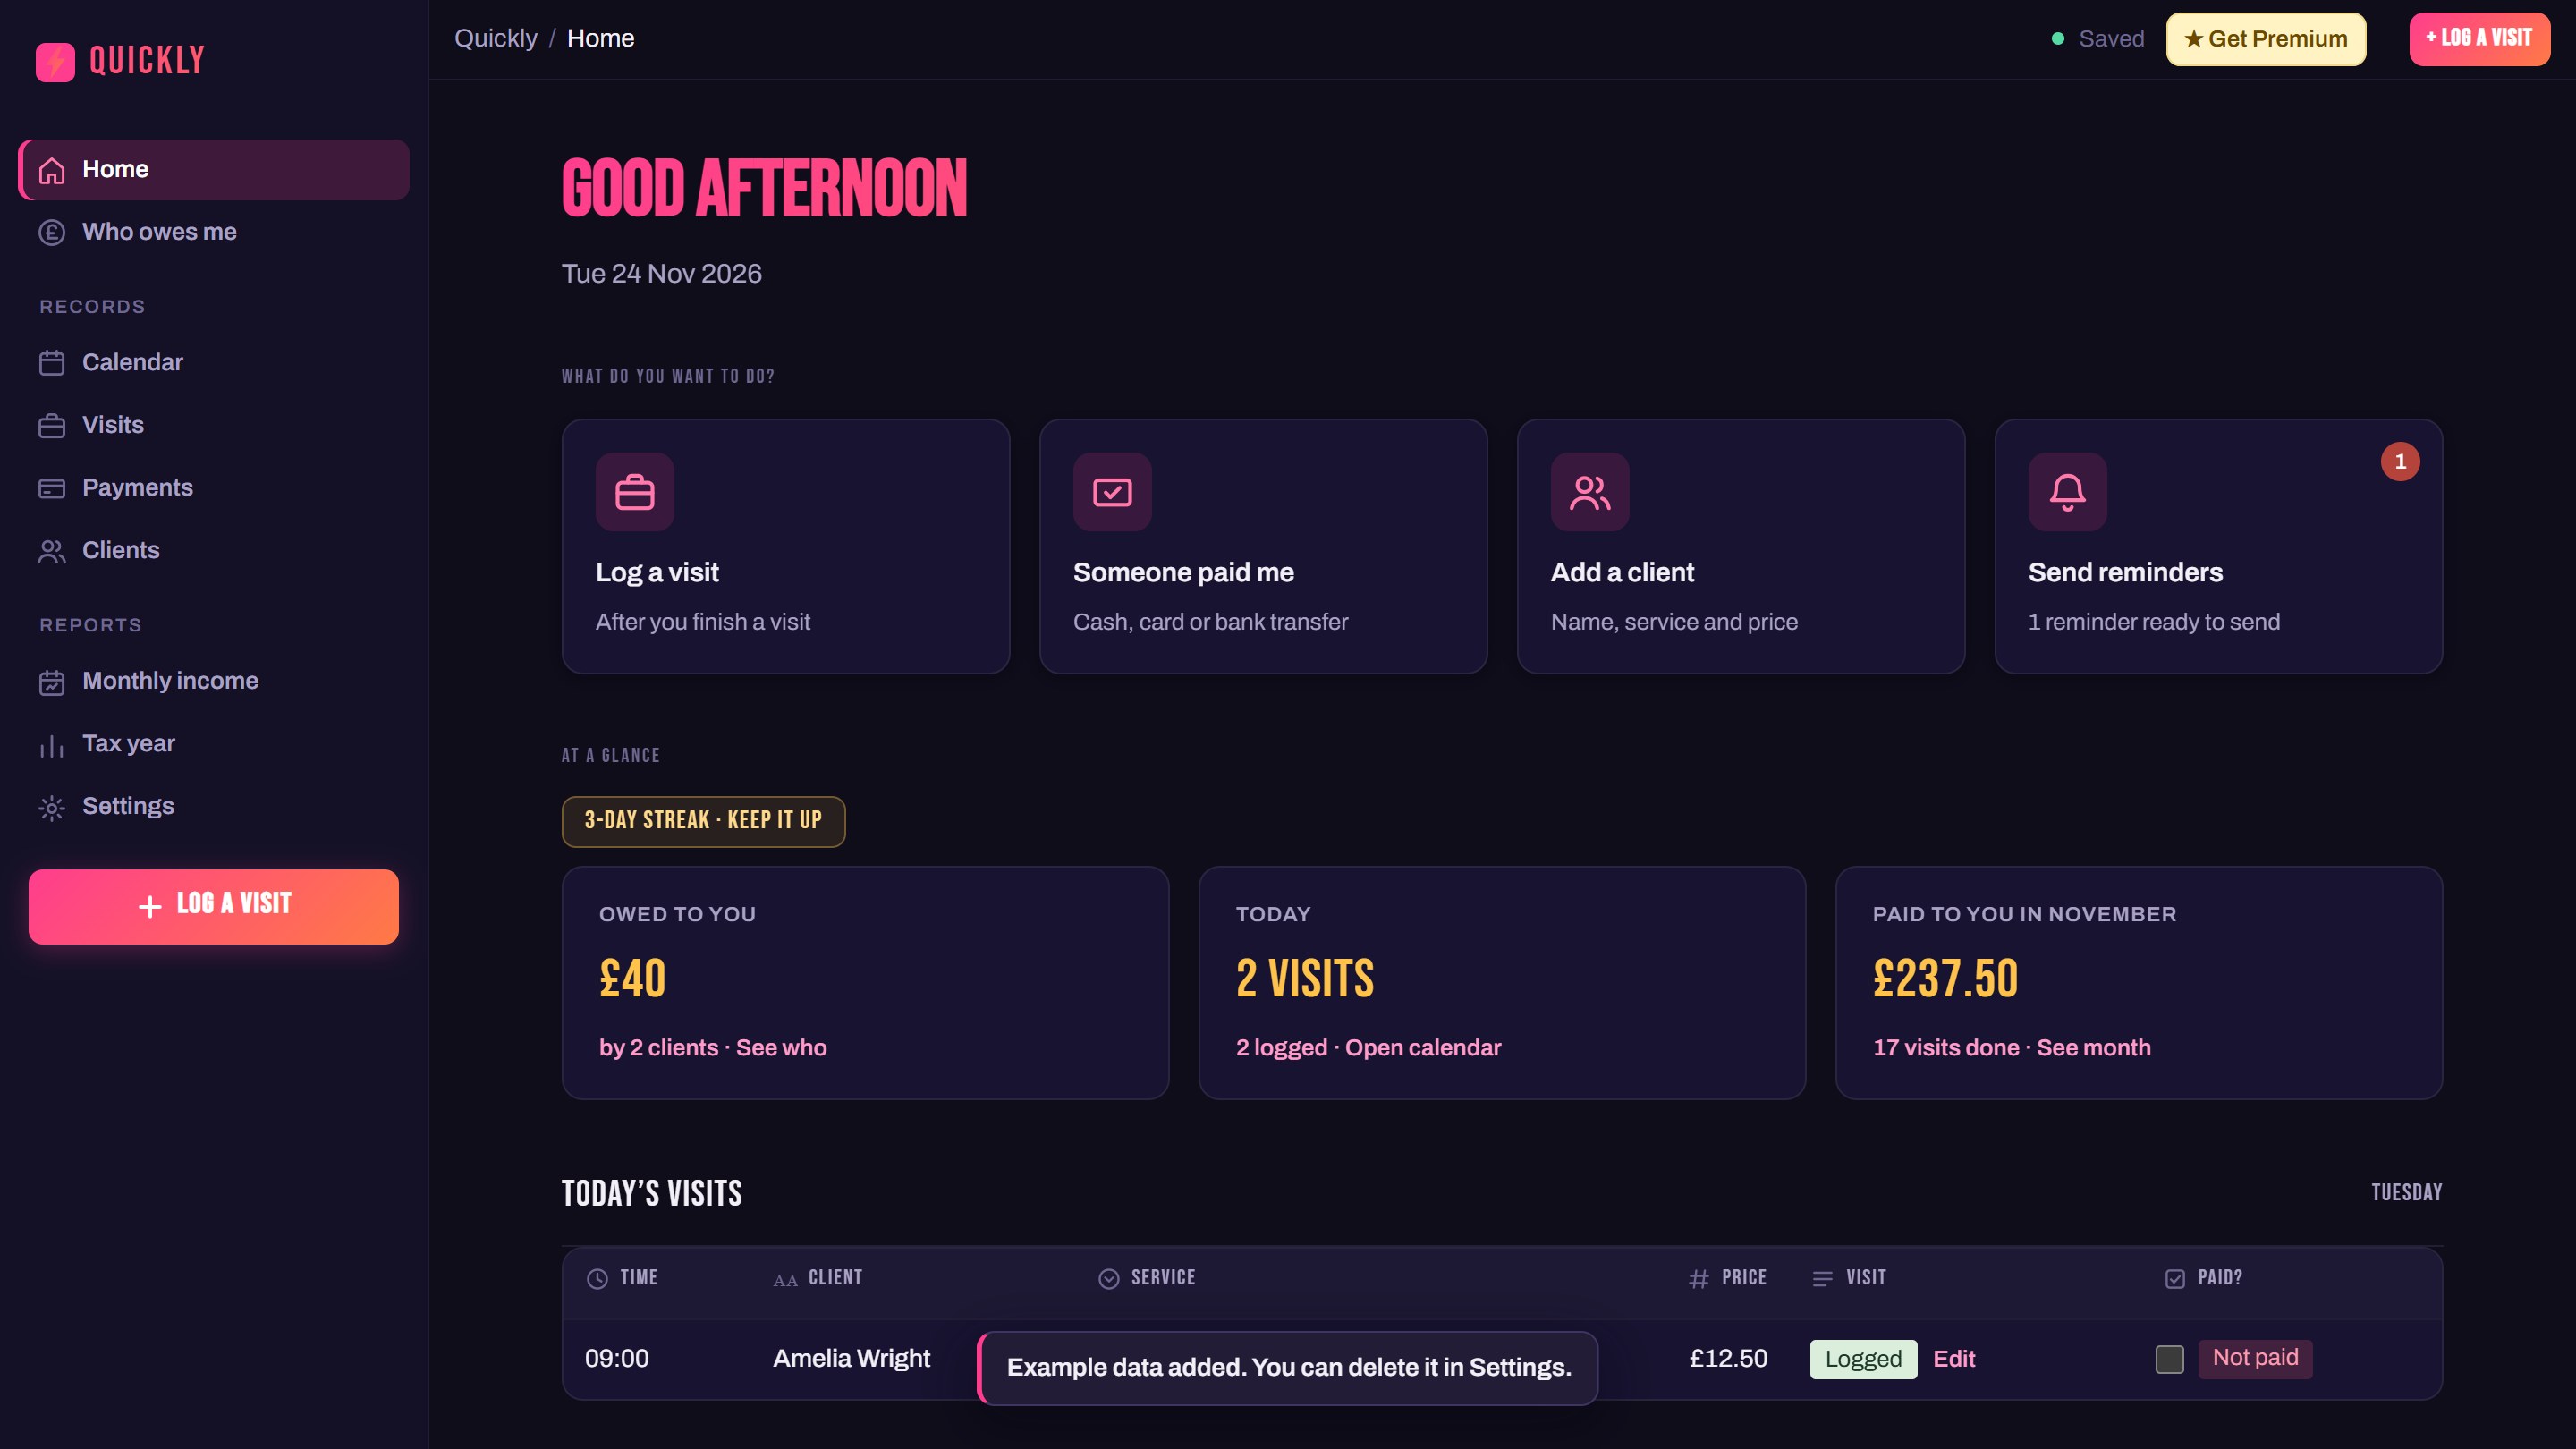 QUICKLY
Quickly / Home
Saved
★ Get Premium
+ LOG A VISIT
Home
Who owes me
RECORDS
Calendar
Visits
Payments
Clients
REPORTS
Monthly income
Tax year
Settings
+ LOG A VISIT
GOOD AFTERNOON
Tue 24 Nov 2026
WHAT DO YOU WANT TO DO?
Log a visit
After you finish a visit
Someone paid me
Cash, card or bank transfer
Add a client
Name, service and price
1
Send reminders
1 reminder ready to send
AT A GLANCE
3-DAY STREAK · KEEP IT UP
OWED TO YOU
£40
by 2 clients · See who
TODAY
2 VISITS
2 logged · Open calendar
PAID TO YOU IN NOVEMBER
£237.50
17 visits done · See month
TODAY’S VISITS
TUESDAY
TIME AA CLIENT SERVICE # PRICE VISIT PAID?
09:00 Amelia Wright £12.50 Logged Edit Not paid
Example data added. You can delete it in Settings.